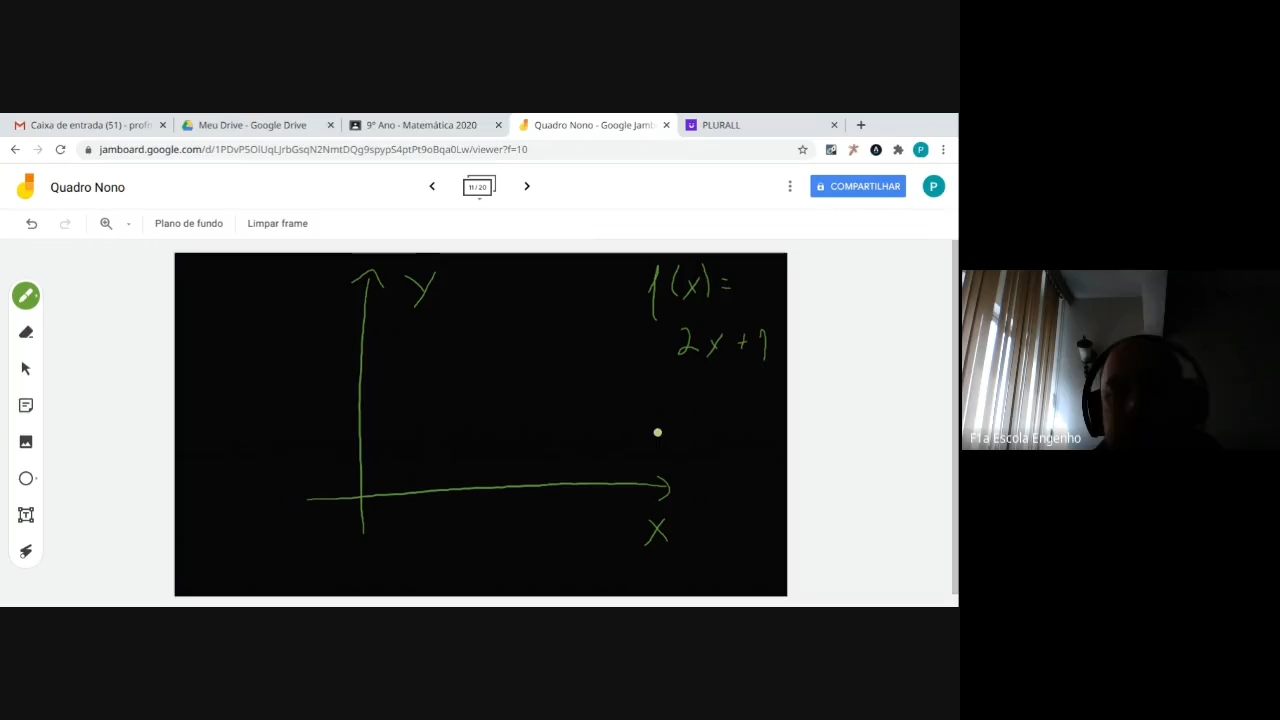 Caixa de entrada (51) - profn
Meu Drive - Google Drive
9º Ano - Matemática 2020
Quadro Nono - Google Jamb
PLURALL
jamboard.google.com/d/1PDvP5OlUqLJrbGsqN2NmtDQg9spypS4ptPt9oBqa0Lw/viewer?f=10
P
Quadro Nono
11 / 20
COMPARTILHAR
P
Plano de fundo
Limpar frame
y
f(x) =
2x + 1
x
F1a Escola Engenho